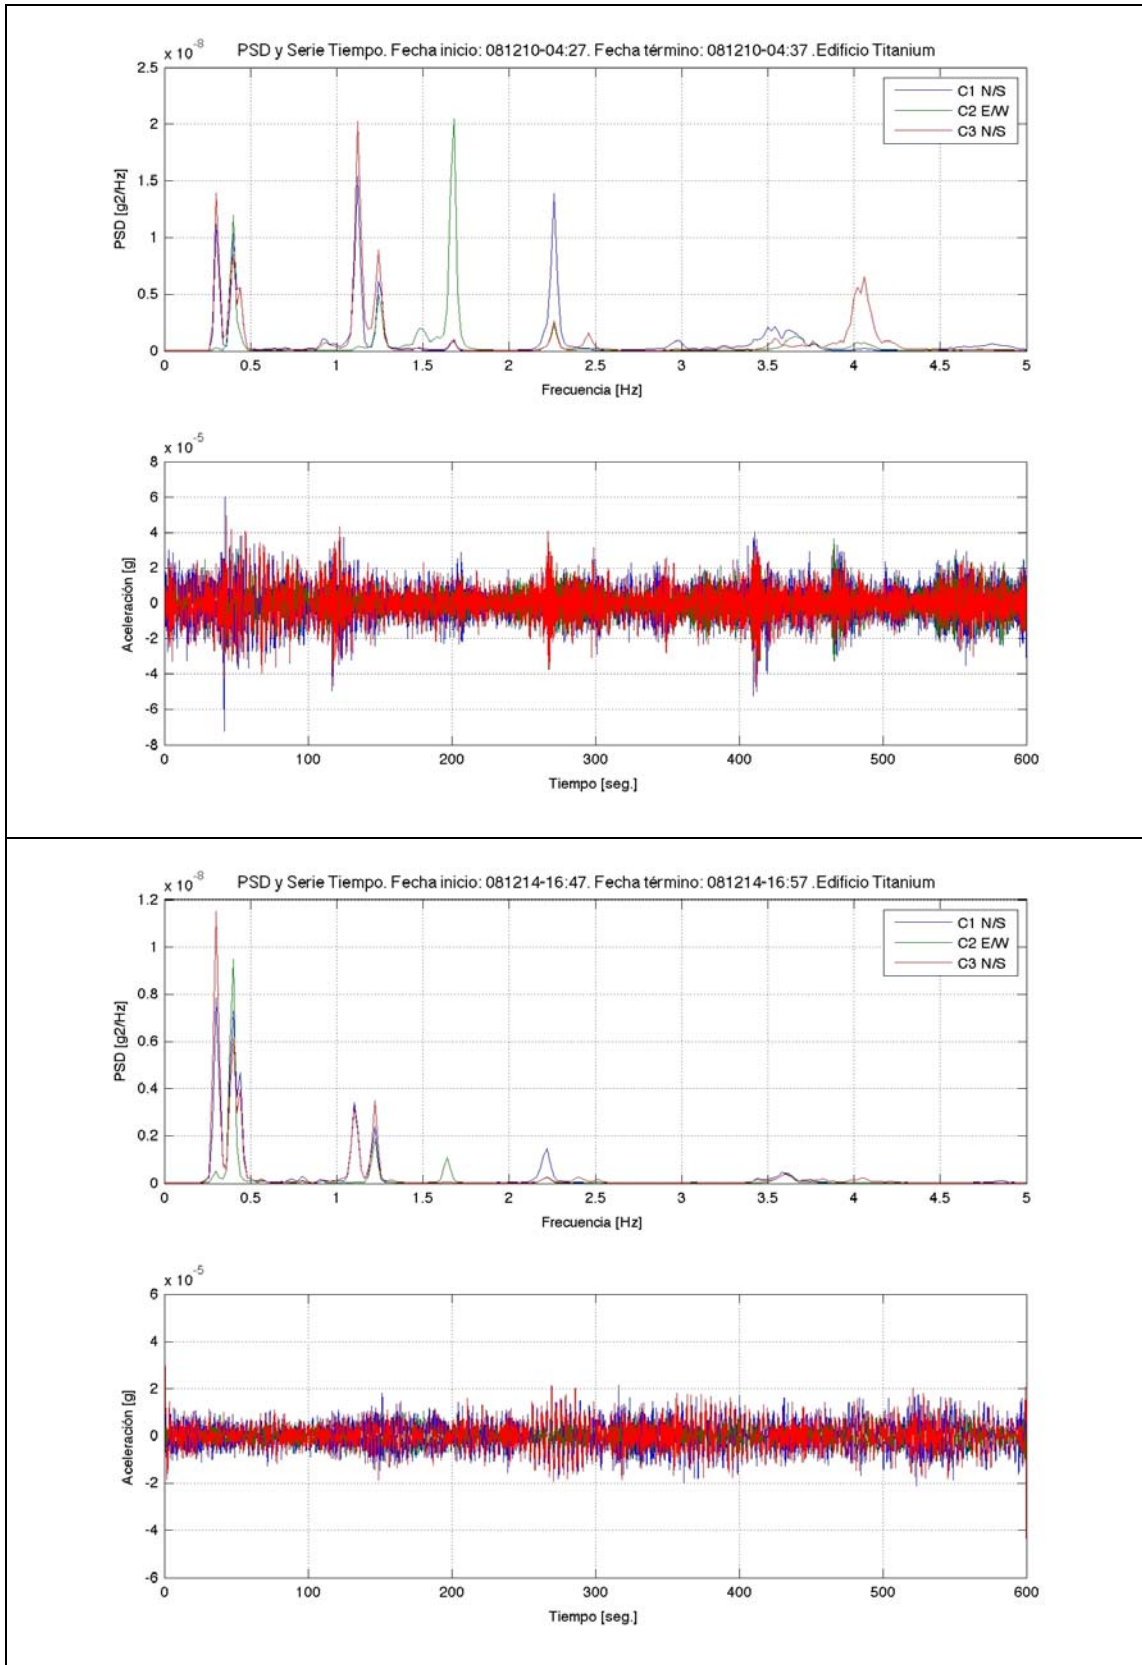 x 10-8
PSD y Serie Tiempo. Fecha inicio: 081210-04:27. Fecha término: 081210-04:37 .Edificio Titanium
2.5
2
1.5
1
0.5
0
PSD [g2/Hz]
C1 N/S
C2 E/W
C3 N/S
0 0.5 1 1.5 2 2.5 3 3.5 4 4.5 5
Frecuencia [Hz]
x 10-5
8
6
4
2
0
-2
-4
-6
-8
Aceleración [g]
0 100 200 300 400 500 600
Tiempo [seg.]
x 10-8
PSD y Serie Tiempo. Fecha inicio: 081214-16:47. Fecha término: 081214-16:57 .Edificio Titanium
1.2
1
0.8
0.6
0.4
0.2
0
PSD [g2/Hz]
C1 N/S
C2 E/W
C3 N/S
0 0.5 1 1.5 2 2.5 3 3.5 4 4.5 5
Frecuencia [Hz]
x 10-5
6
4
2
0
-2
-4
-6
Aceleración [g]
0 100 200 300 400 500 600
Tiempo [seg.]